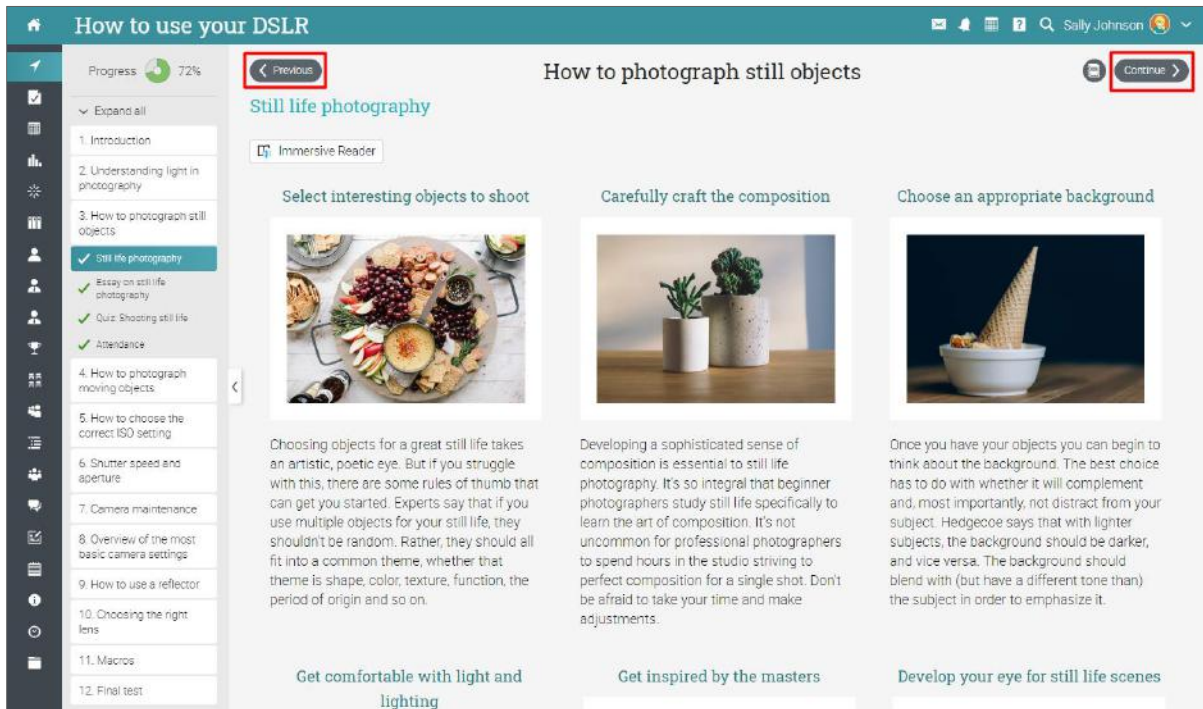 How to use your DSLR
Sally Johnson
Progress 72%
Expand all
1. Introduction
2. Understanding light in
photography
3. How to photograph still
objects
Still life photography
Essay on still life
photography
Quiz: Shooting still life
Attendance
4. How to photograph
moving objects
5. How to choose the
correct ISO setting
6. Shutter speed and
aperture
7. Camera maintenance
8. Overview of the most
basic camera settings
9. How to use a reflector
10. Choosing the right
lens
11. Macros
12. Final test
Previous
How to photograph still objects
Continue
Still life photography
Immersive Reader
Select interesting objects to shoot
Choosing objects for a great still life takes
an artistic, poetic eye. But if you struggle
with this, there are some rules of thumb that
can get you started. Experts say that if you
use multiple objects for your still life, they
shouldn't be random. Rather, they should all
fit into a common theme, whether that
theme is shape, color, texture, function, the
period of origin and so on.
Carefully craft the composition
Developing a sophisticated sense of
composition is essential to still life
photography. It's so integral that beginner
photographers study still life specifically to
learn the art of composition. It's not
uncommon for professional photographers
to spend hours in the studio striving to
perfect composition for a single shot. Don't
be afraid to take your time and make
adjustments.
Choose an appropriate background
Once you have your objects you can begin to
think about the background. The best choice
has to do with whether it will complement
and, most importantly, not distract from your
subject. Hedgecoe says that with lighter
subjects, the background should be darker,
and vice versa. The background should
blend with (but have a different tone than)
the subject in order to emphasize it.
Get comfortable with light and
lighting
Get inspired by the masters
Develop your eye for still life scenes